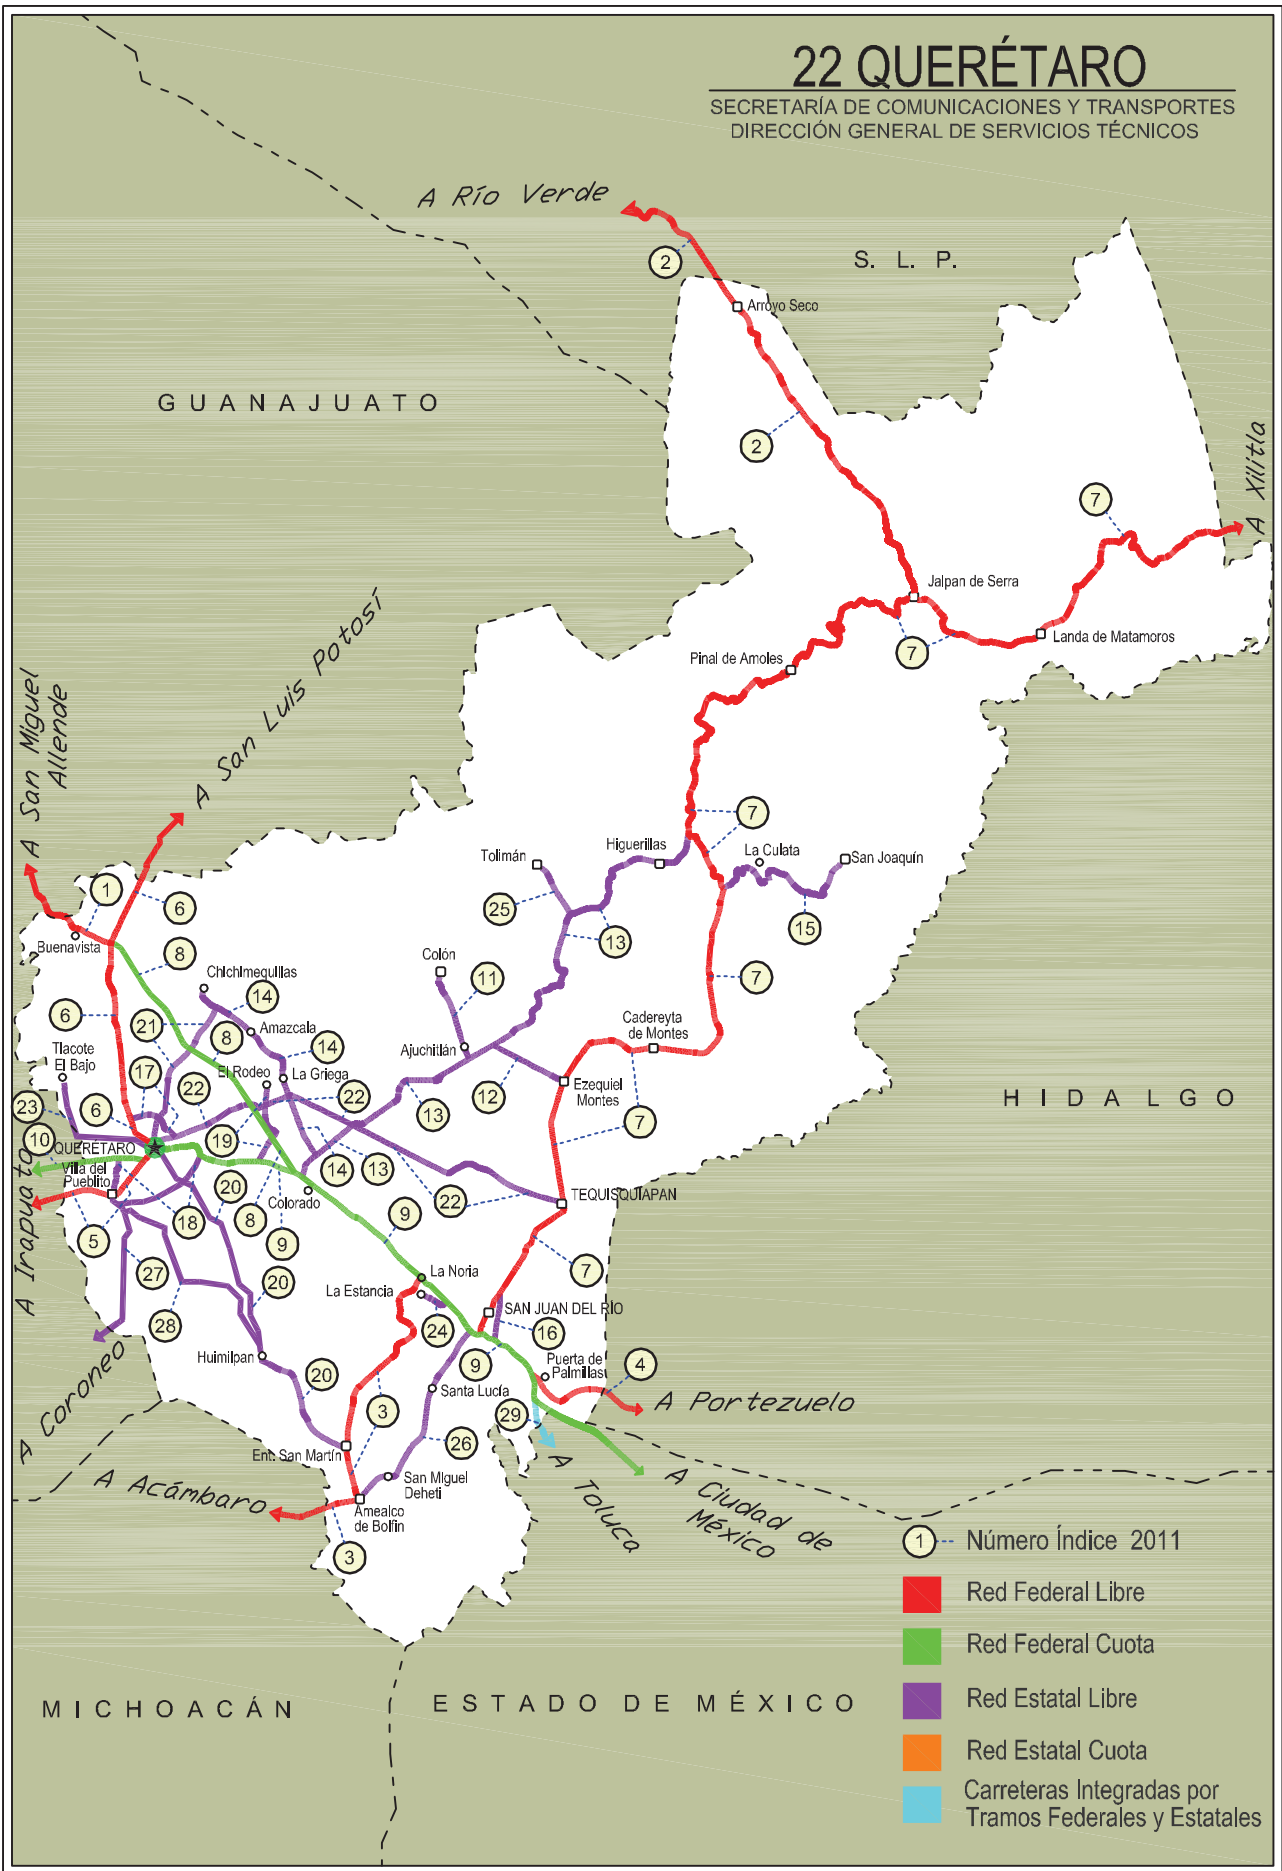 22 QUERÉTARO
SECRETARÍA DE COMUNICACIONES Y TRANSPORTES
DIRECCIÓN GENERAL DE SERVICIOS TÉCNICOS
A Río Verde
2
S. L. P.
Arroyo Seco
GUANAJUATO
2
A Xilitla
7
Jalpan de Serra
Landa de Matamoros
7
Pinal de Amoles
A San Luis Potosí
A San Miguel
Allende
7
Tolimán
Higuerillas
La Culata
San Joaquín
1
6
25
13
15
Buenavista
8
Colón
11
7
Chichimequillas
14
6
21
8
Amazcala
14
Cadereyta
de Montes
Tlacote
El Bajo
Ajuchitlán
17
El Rodeo
La Griega
22
22
12
Ezequiel
Montes
HIDALGO
23
6
13
7
10
QUERÉTARO
19
14
13
Villa del
Pueblito
20
Colorado
22
TEQUISQUIAPAN
A Irapuato
5
18
8
9
9
27
20
La Noria
7
La Estancia
SAN JUAN DEL RÍO
28
24
16
Huimilpan
9
Puerta de
Palmillas
4
A Coroneo
20
Santa Lucía
A Portezuelo
3
29
Ent. San Martín
26
A Acámbaro
San Miguel
Deheti
A Toluca
A Ciudad de
México
Amealco
de Bolfin
3
1
Número Índice 2011
Red Federal Libre
Red Federal Cuota
Red Estatal Libre
Red Estatal Cuota
Carreteras Integradas por
Tramos Federales y Estatales
MICHOACÁN
ESTADO DE MÉXICO